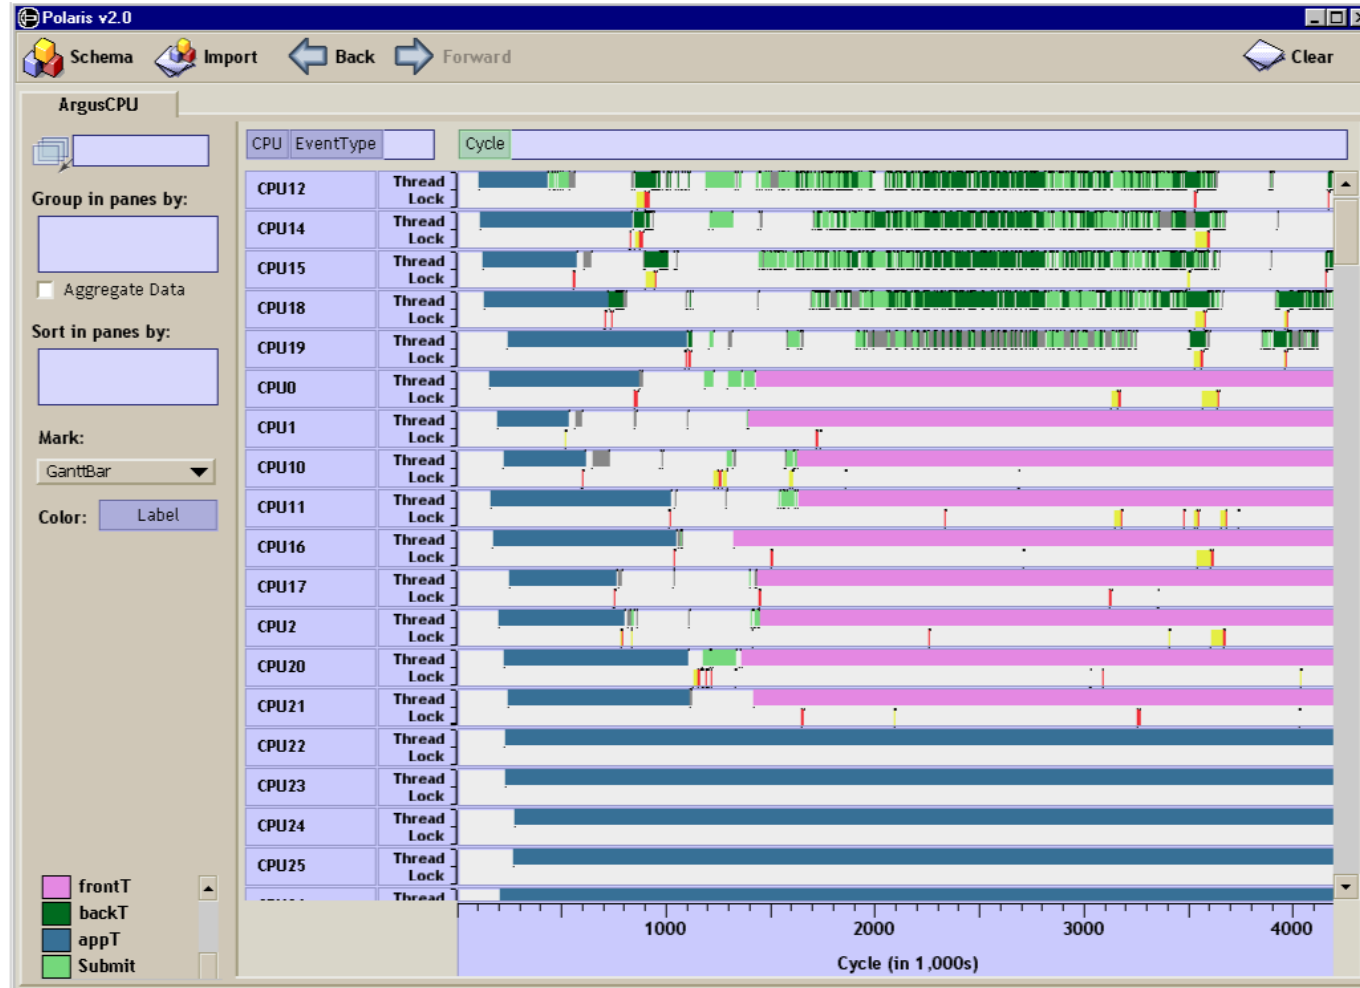 Polaris v2.0
Schema Import Back Forward Clear
ArgusCPU
CPU EventType Cycle
Group in panes by:
Aggregate Data
Sort in panes by:
Mark:
GanttBar
Color: Label
frontT
backT
appT
Submit
CPU12 Thread
Lock
CPU14 Thread
Lock
CPU15 Thread
Lock
CPU18 Thread
Lock
CPU19 Thread
Lock
CPU0 Thread
Lock
CPU1 Thread
Lock
CPU10 Thread
Lock
CPU11 Thread
Lock
CPU16 Thread
Lock
CPU17 Thread
Lock
CPU2 Thread
Lock
CPU20 Thread
Lock
CPU21 Thread
Lock
CPU22 Thread
Lock
CPU23 Thread
Lock
CPU24 Thread
Lock
CPU25 Thread
Lock
Thread
1000 2000 3000 4000
Cycle (in 1,000s)